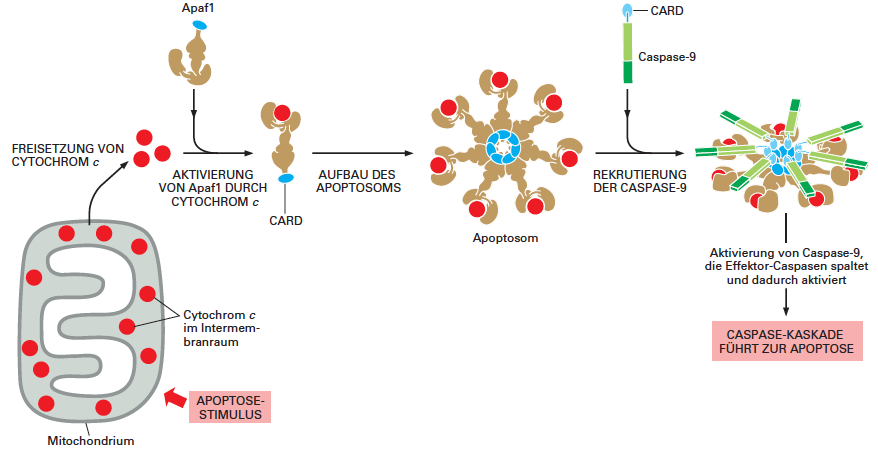 Apaf1
CARD
Caspase-9
FREISETZUNG VON
CYTOCHROM c
AKTIVIERUNG
VON Apaf1 DURCH
CYTOCHROM c
CARD
AUFBAU DES
APOPTOSOMS
Apoptosom
REKRUTIERUNG
DER CASPASE-9
Aktivierung von Caspase-9,
die Effektor-Caspasen spaltet
und dadurch aktiviert
CASPASE-KASKADE
FÜHRT ZUR APOPTOSE
Cytochrom c
im Intermem-
branraum
APOPTOSE-
STIMULUS
Mitochondrium